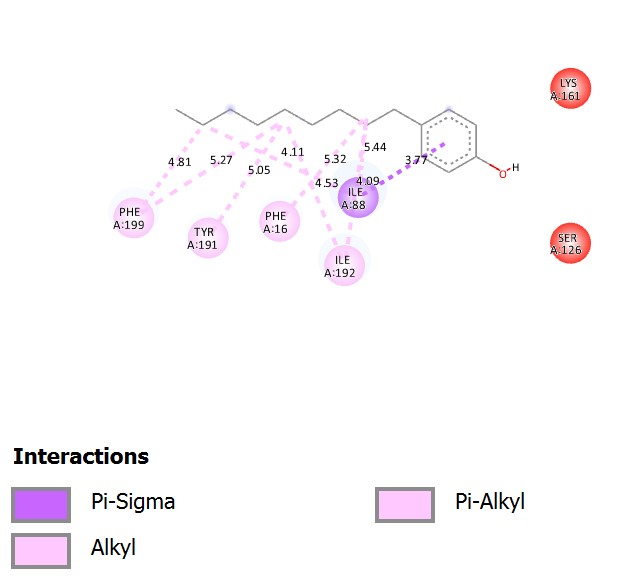 LYS
A:161
H
O
4.81
5.27
5.05
4.11
5.32
5.44
3.77
4.53
4.09
ILE
A:88
PHE
A:199
TYR
A:191
PHE
A:16
ILE
A:192
SER
A:126
Interactions
Pi-Sigma
Alkyl
Pi-Alkyl